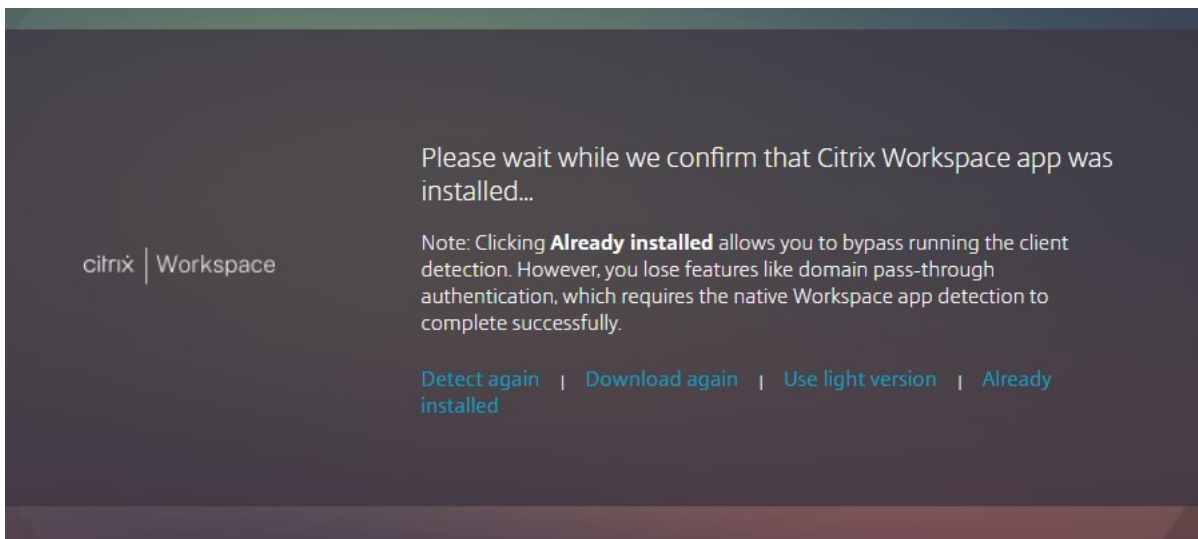 Please wait while we confirm that Citrix Workspace app was
installed...
Note: Clicking Already installed allows you to bypass running the client
detection. However, you lose features like domain pass-through
authentication, which requires the native Workspace app detection to
complete successfully.
citrix | Workspace
Detect again | Download again | Use light version | Already
installed